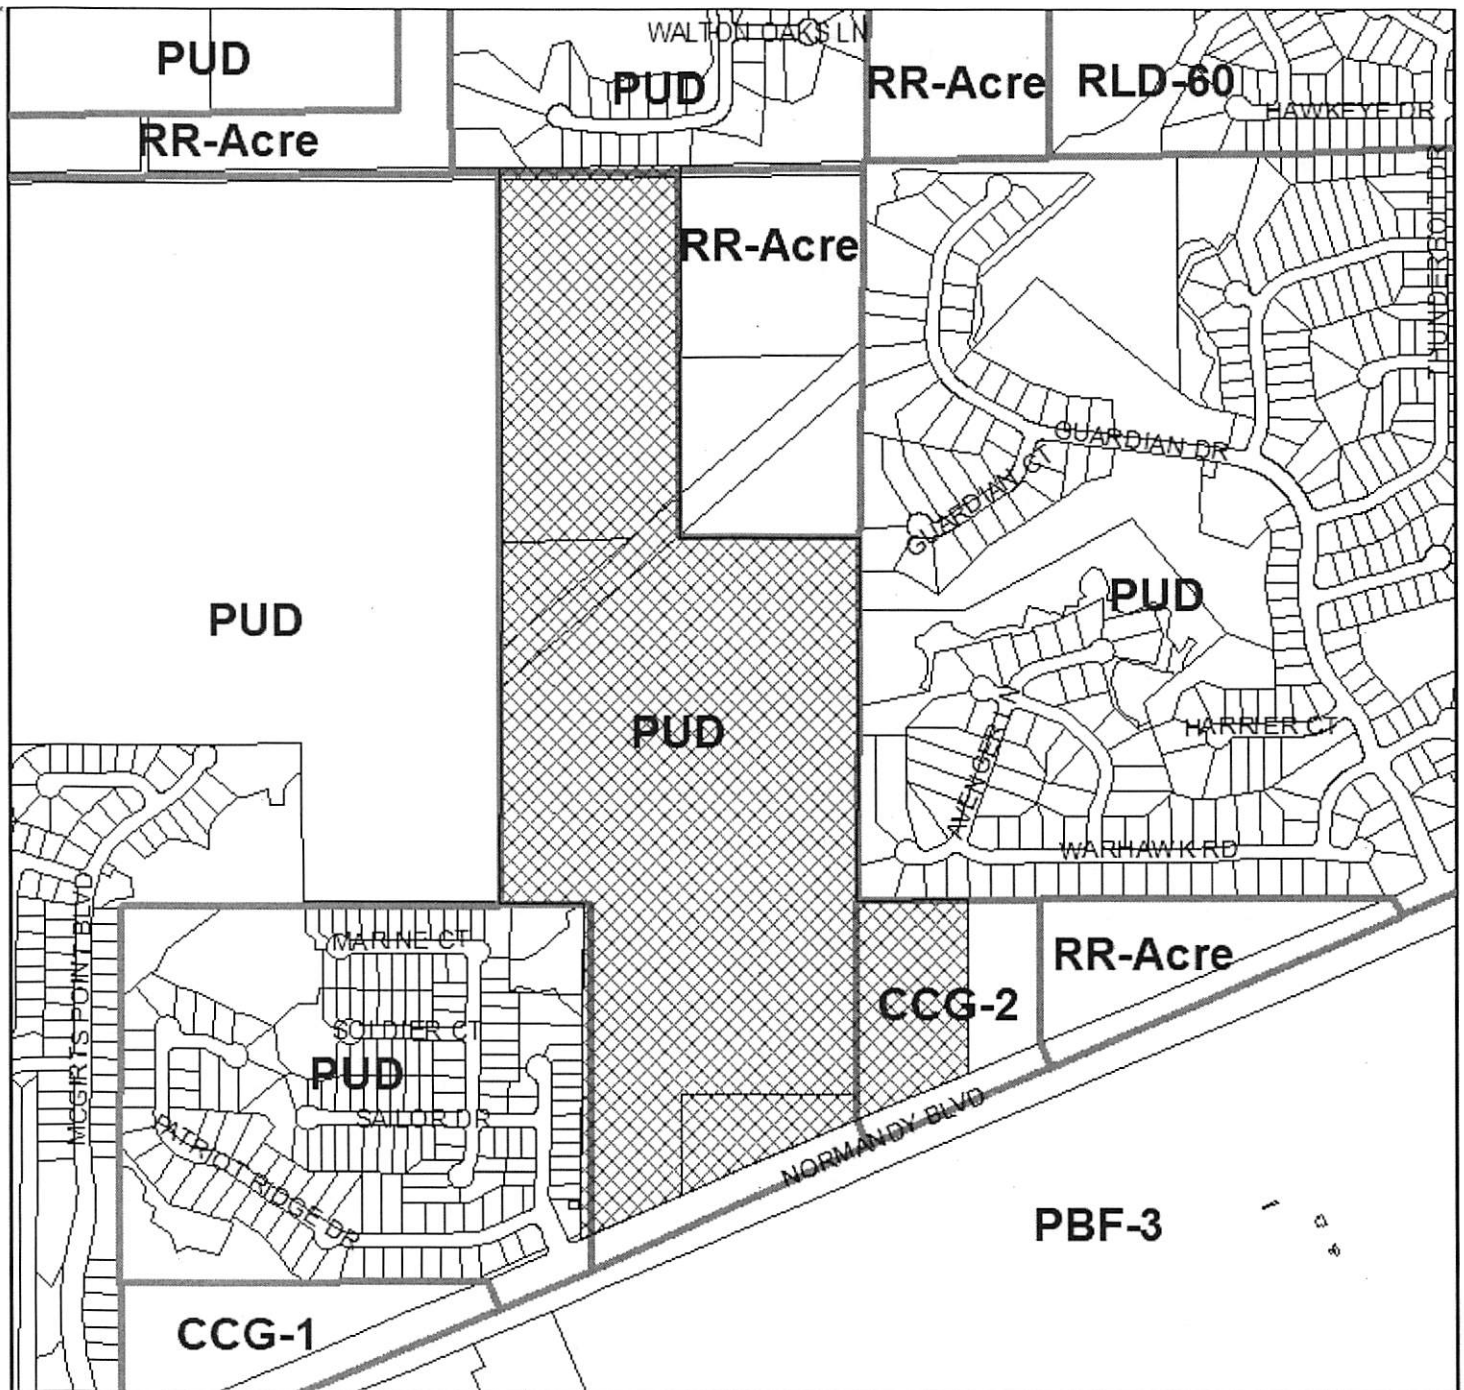 WALTON OAKS LN
PUD
PUD
RR-Acre
RLD-60
HAWKEYE DR
RR-Acre
THUNDERBOLT DR
RR-Acre
GUARDIAN DR
GUARDIAN CT
PUD
PUD
PUD
HARRIER CT
AVENGER LN
WARHAWK RD
MCGIRTS POINT BLVD
MARINE CT
RR-Acre
CCG-2
SOLDIER CT
PUD
SAILOR DR
PATRIOT RIDGE DR
NORMANDY BLVD
PBF-3
CCG-1